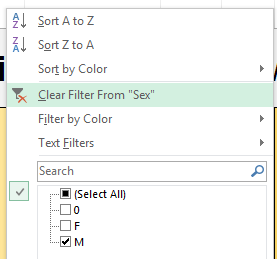 Sort A to Z
Sort Z to A
Sort by Color
Clear Filter From "Sex"
Filter by Color
Text Filters
Search
(Select All)
0
F
M